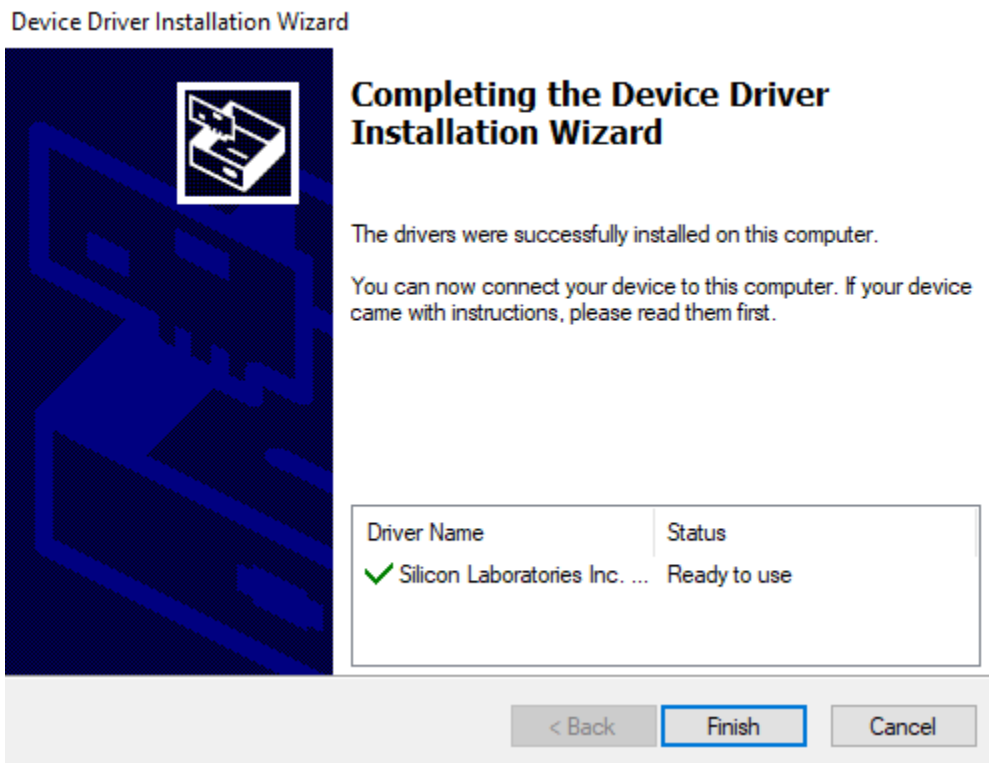 Device Driver Installation Wizard
Completing the Device Driver
Installation Wizard
The drivers were successfully installed on this computer.
You can now connect your device to this computer. If your device
came with instructions, please read them first.
Driver Name Status
Silicon Laboratories Inc. ... Ready to use
< Back Finish Cancel